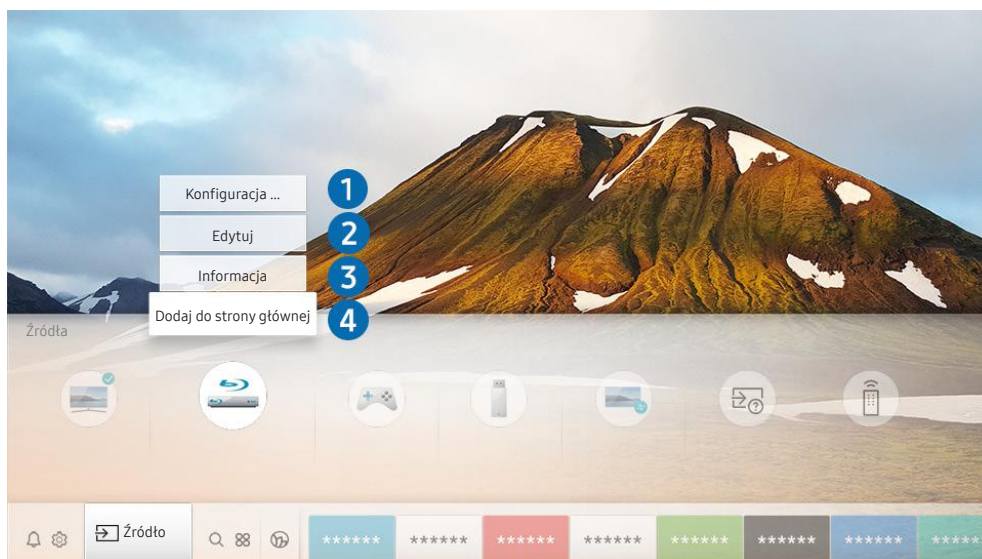 Konfiguracja ...
1
Edytuj
2
Informacja
3
Dodaj do strony głównej
4
Źródła
Źródło
****** ****** ****** ****** ****** ****** ****** *****